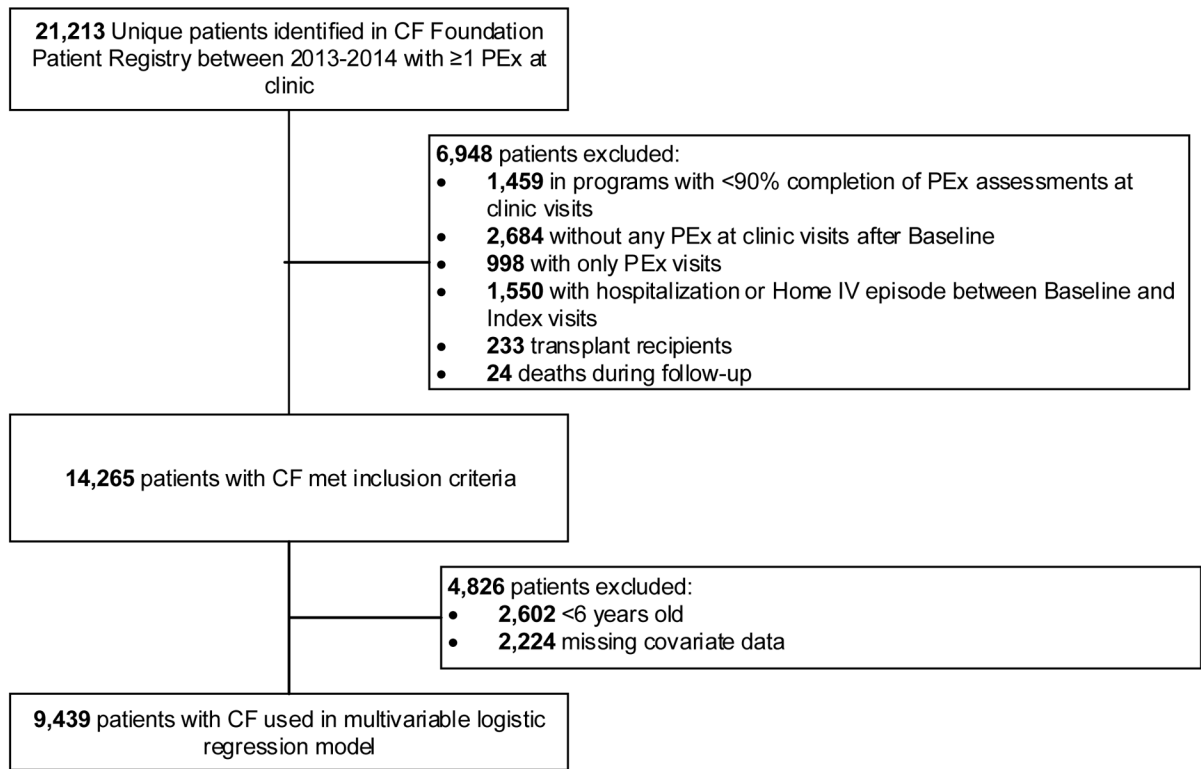 21,213 Unique patients identified in CF Foundation
Patient Registry between 2013-2014 with ≥1 PEx at
clinic
6,948 patients excluded:
• 1,459 in programs with <90% completion of PEx assessments at
clinic visits
• 2,684 without any PEx at clinic visits after Baseline
• 998 with only PEx visits
• 1,550 with hospitalization or Home IV episode between Baseline and
Index visits
• 233 transplant recipients
• 24 deaths during follow-up
14,265 patients with CF met inclusion criteria
4,826 patients excluded:
• 2,602 <6 years old
• 2,224 missing covariate data
9,439 patients with CF used in multivariable logistic
regression model